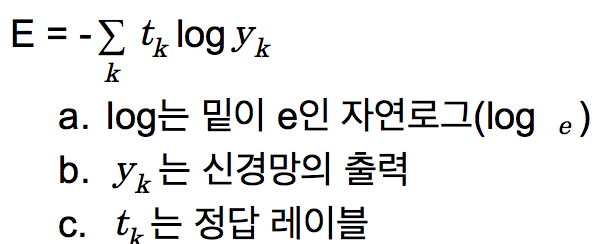 E = -∑ tₖ log yₖ
k
a. log는 밑이 e인 자연로그(log ₑ)
b. yₖ는 신경망의 출력
c. tₖ는 정답 레이블